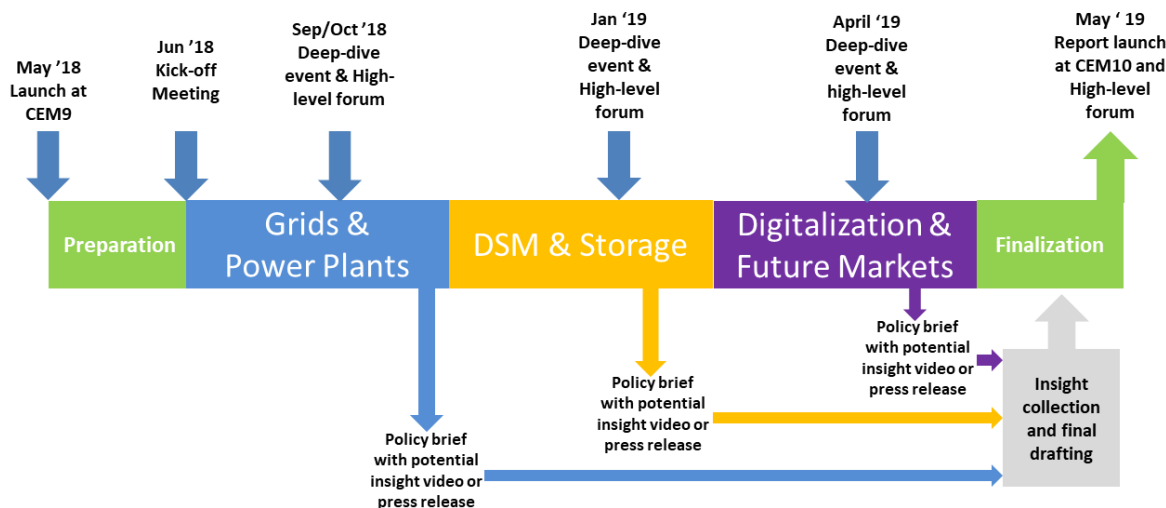 May ’18
Launch at
CEM9
Jun ’18
Kick-off
Meeting
Sep/Oct ’18
Deep-dive
event & High-
level forum
Jan ‘19
Deep-dive
event &
High-level
forum
April ‘19
Deep-dive
event &
high-level
forum
May ‘ 19
Report launch
at CEM10 and
High-level
forum
Preparation
Grids &
Power Plants
DSM & Storage
Digitalization &
Future Markets
Finalization
Policy brief
with potential
insight video or
press release
Policy brief
with potential
insight video or
press release
Policy brief
with potential
insight video or
press release
Insight
collection
and final
drafting